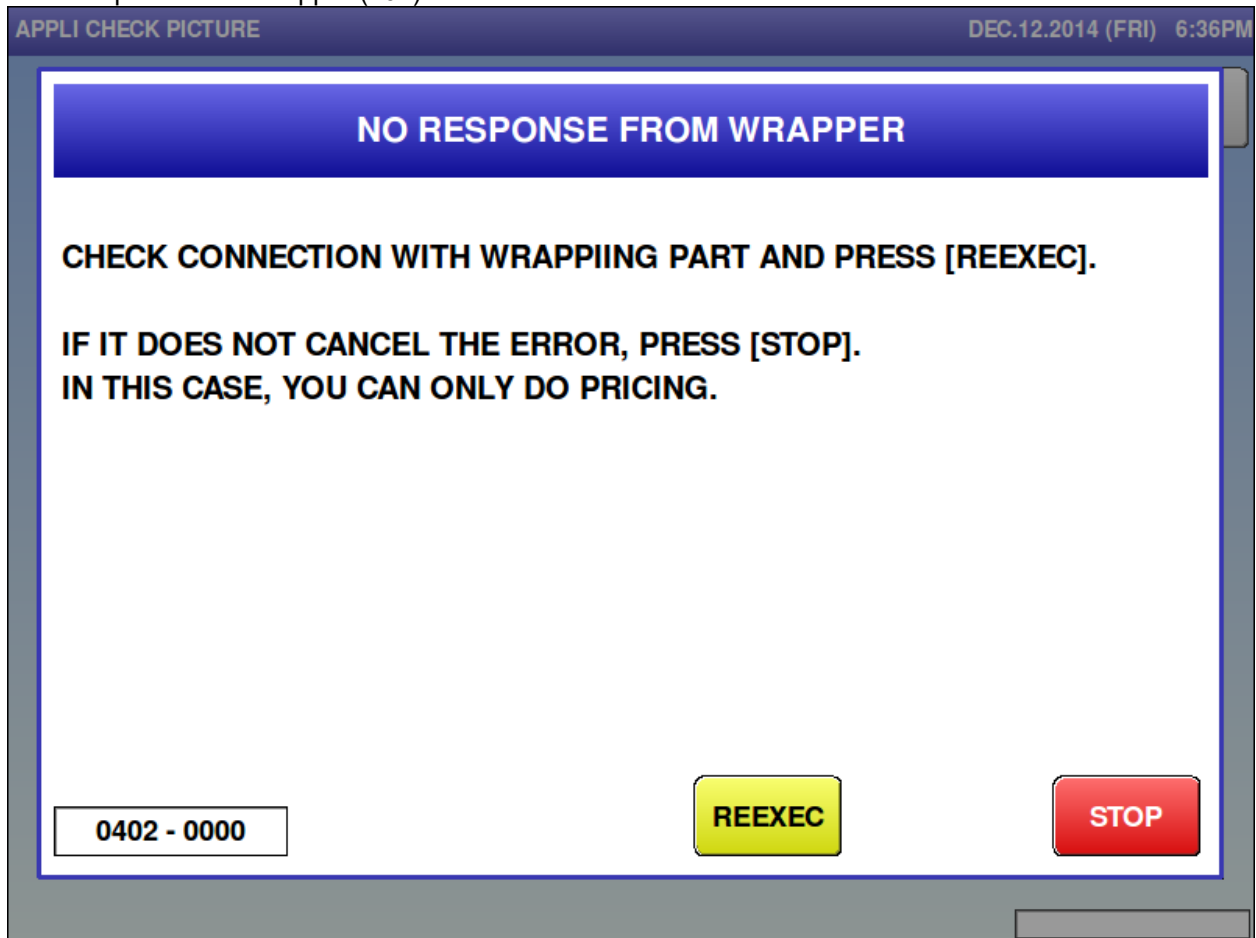 APPLI CHECK PICTURE DEC.12.2014 (FRI) 6:36PM
NO RESPONSE FROM WRAPPER
CHECK CONNECTION WITH WRAPPIING PART AND PRESS [REEXEC].
IF IT DOES NOT CANCEL THE ERROR, PRESS [STOP].
IN THIS CASE, YOU CAN ONLY DO PRICING.
0402 - 0000 REEXEC STOP